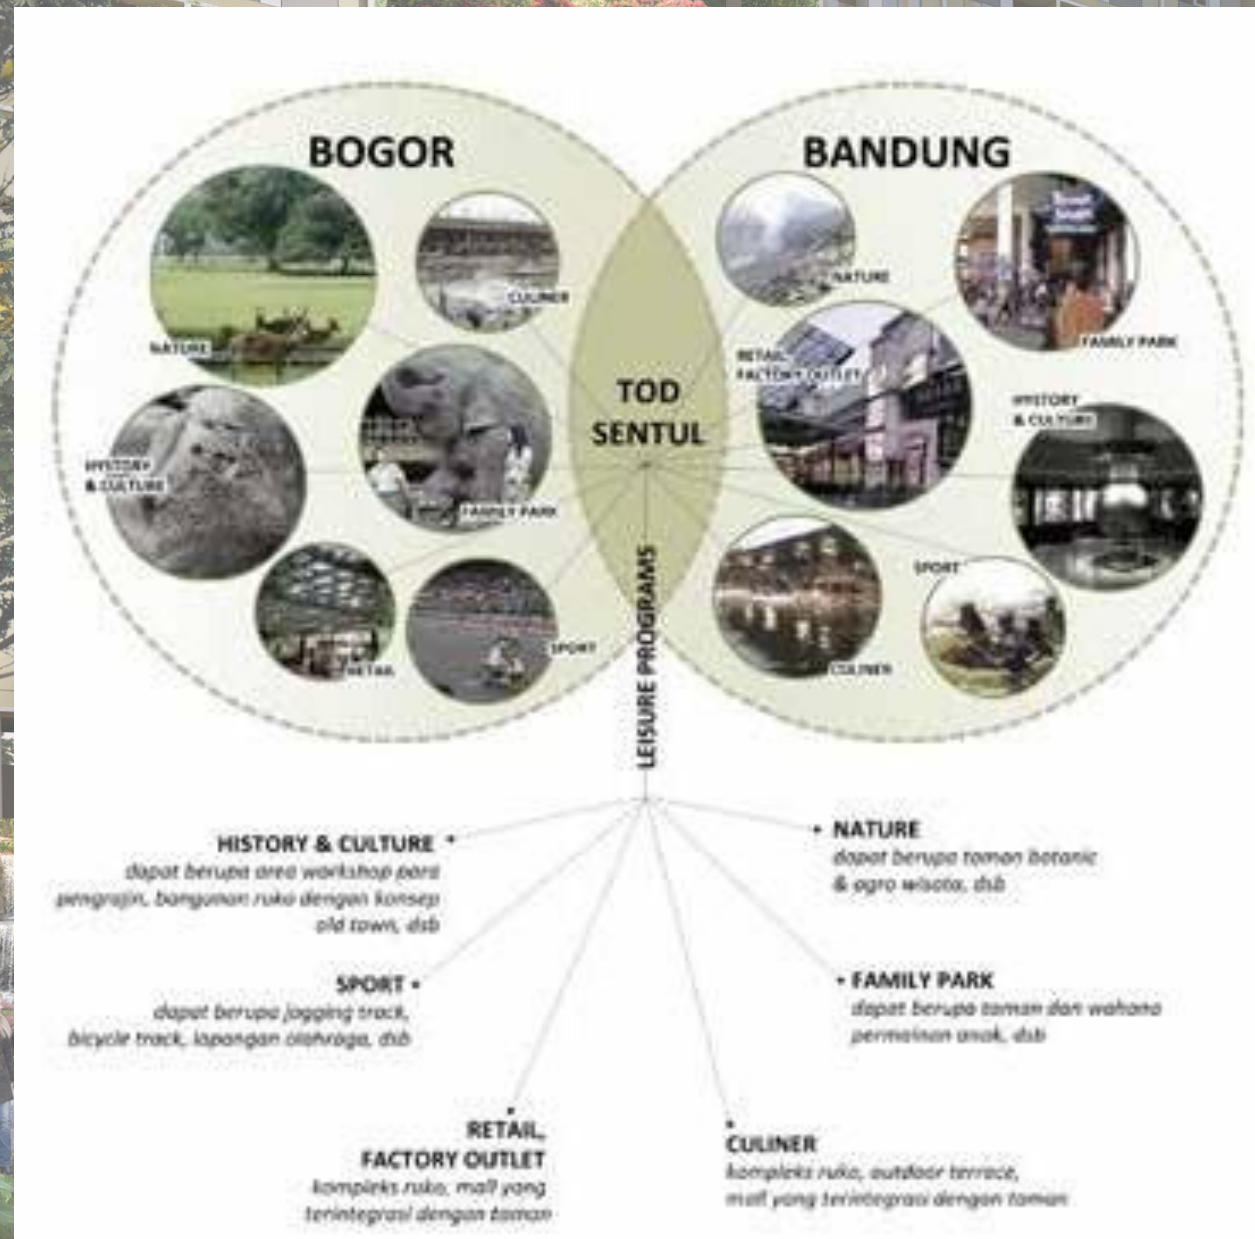 BOGOR
NATURE
CULINER
HYSTORY
& CULTURE
FAMILY PARK
RETAIL
SPORT
TOD
SENTUL
LEISURE PROGRAMS
BANDUNG
NATURE
FAMILY PARK
RETAIL,
FACTORY OUTLET
HYSTORY
& CULTURE
CULINER
SPORT
HISTORY & CULTURE
dapat berupa area workshop para
pengrajin, bangunan ruko dengan konsep
old town, dsb
SPORT
dapat berupa jogging track,
bicycle track, lapangan olahraga, dsb
RETAIL,
FACTORY OUTLET
kompleks ruko, mall yang
terintegrasi dengan taman
NATURE
dapat berupa taman botanic
& agro wisata, dsb
FAMILY PARK
dapat berupa taman dan wahana
permainan anak, dsb
CULINER
kompleks ruko, outdoor terrace,
mall yang terintegrasi dengan taman